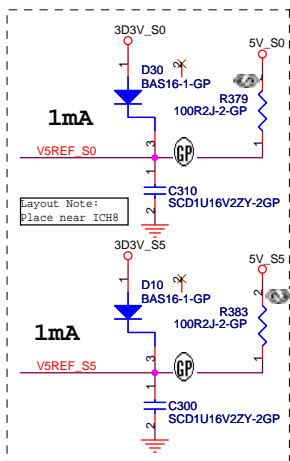 3D3V_S0
5V_S0
1
2
D30
BAS16-1-GP
R379
100R2J-2-GP
1mA
3
GP
1
V5REF_S0
1
C310
SCD1U16V2ZY-2GP
2
Layout Note:
Place near ICH8
3D3V_S5
5V_S5
1
2
D10
BAS16-1-GP
2
R383
100R2J-2-GP
1mA
3
GP
1
V5REF_S5
1
C300
SCD1U16V2ZY-2GP
2